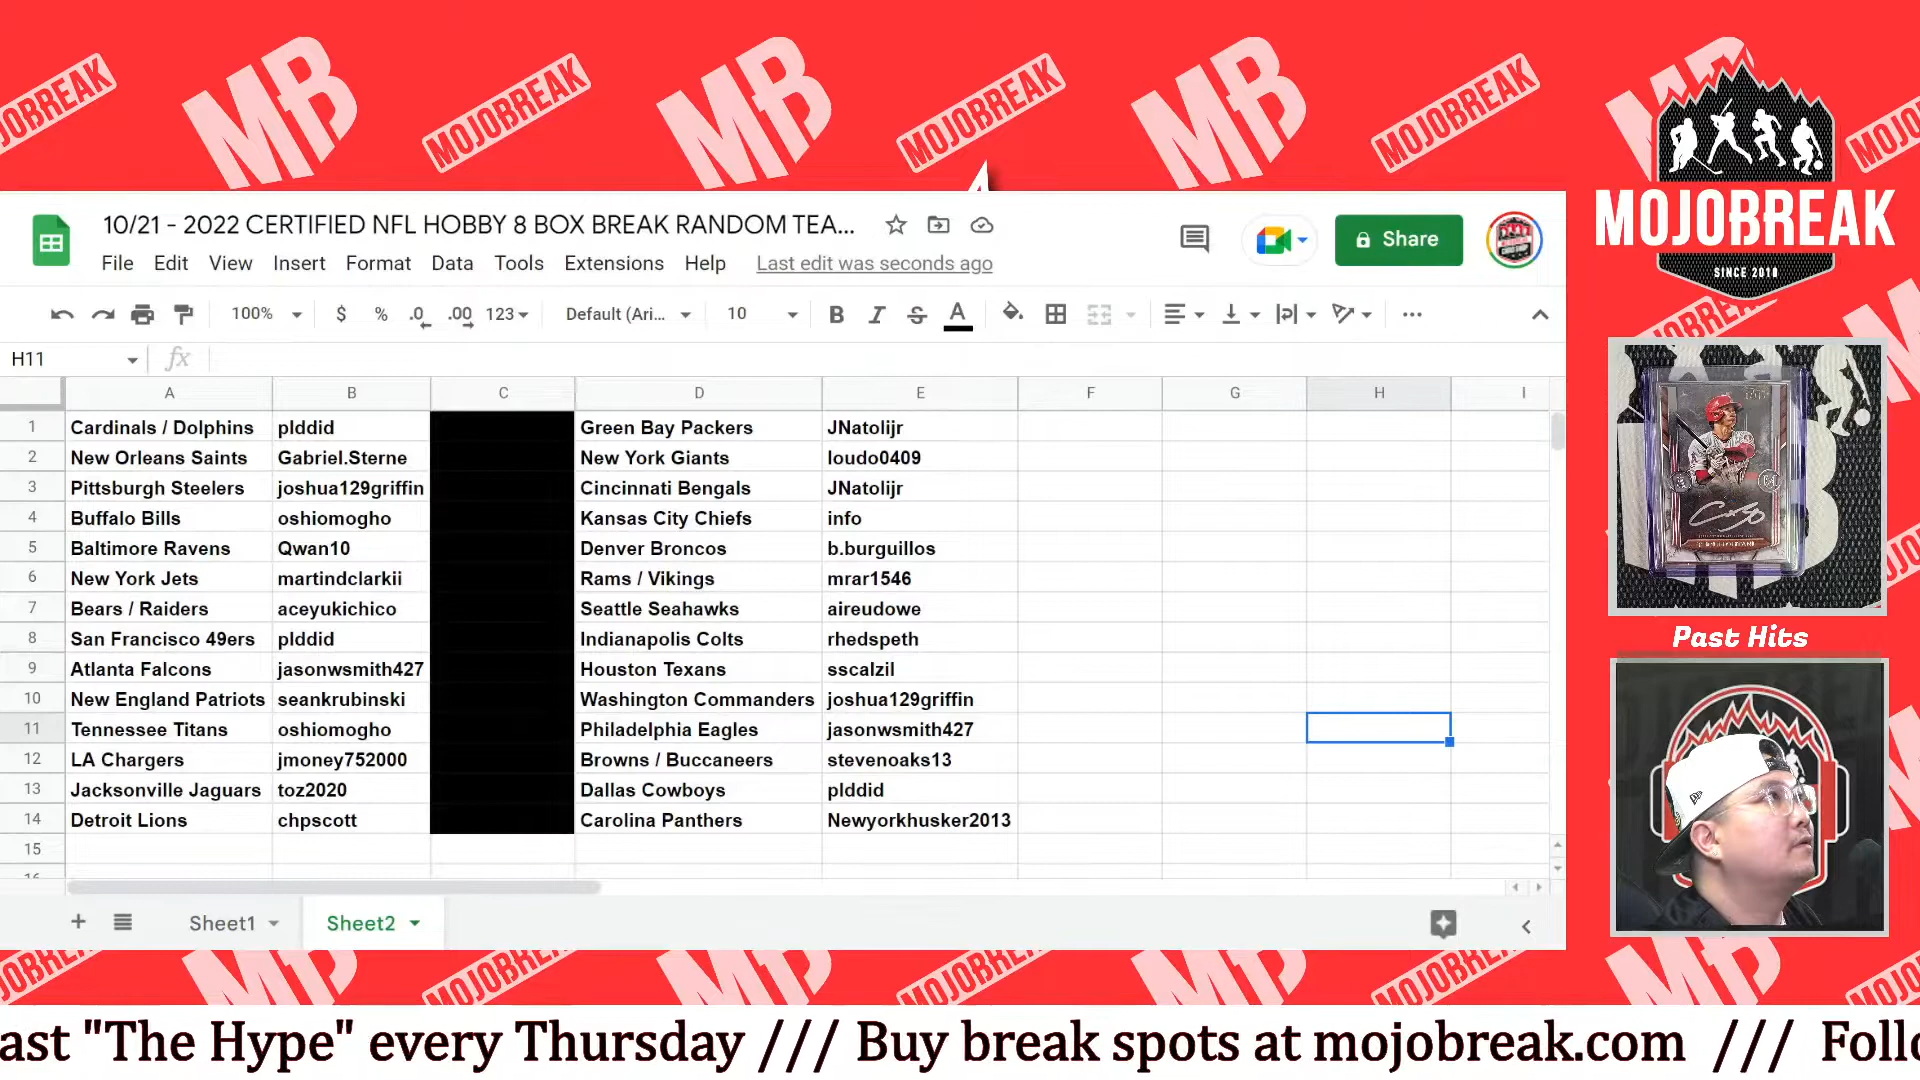 MOJOBREAK
SINCE 2010
10/21 - 2022 CERTIFIED NFL HOBBY 8 BOX BREAK RANDOM TEA...
File Edit View Insert Format Data Tools Extensions Help Last edit was seconds ago
Share
100% $ % .0 .00 123 Default (Ari... 10 B I S A
H11 fx
A B C D E F G H I
1 Cardinals / Dolphins plddid Green Bay Packers JNatolijr
2 New Orleans Saints Gabriel.Sterne New York Giants loudo0409
3 Pittsburgh Steelers joshua129griffin Cincinnati Bengals JNatolijr
4 Buffalo Bills oshiomogho Kansas City Chiefs info
5 Baltimore Ravens Qwan10 Denver Broncos b.burguillos
6 New York Jets martindclarkii Rams / Vikings mrar1546
7 Bears / Raiders aceyukichico Seattle Seahawks aireudowe
8 San Francisco 49ers plddid Indianapolis Colts rhedspeth
9 Atlanta Falcons jasonwsmith427 Houston Texans sscalzil
10 New England Patriots seankrubinski Washington Commanders joshua129griffin
11 Tennessee Titans oshiomogho Philadelphia Eagles jasonwsmith427
12 LA Chargers jmoney752000 Browns / Buccaneers stevenoaks13
13 Jacksonville Jaguars toz2020 Dallas Cowboys plddid
14 Detroit Lions chpscott Carolina Panthers Newyorkhusker2013
15
Sheet1 Sheet2
Past Hits
ast "The Hype" every Thursday /// Buy break spots at mojobreak.com /// Follo